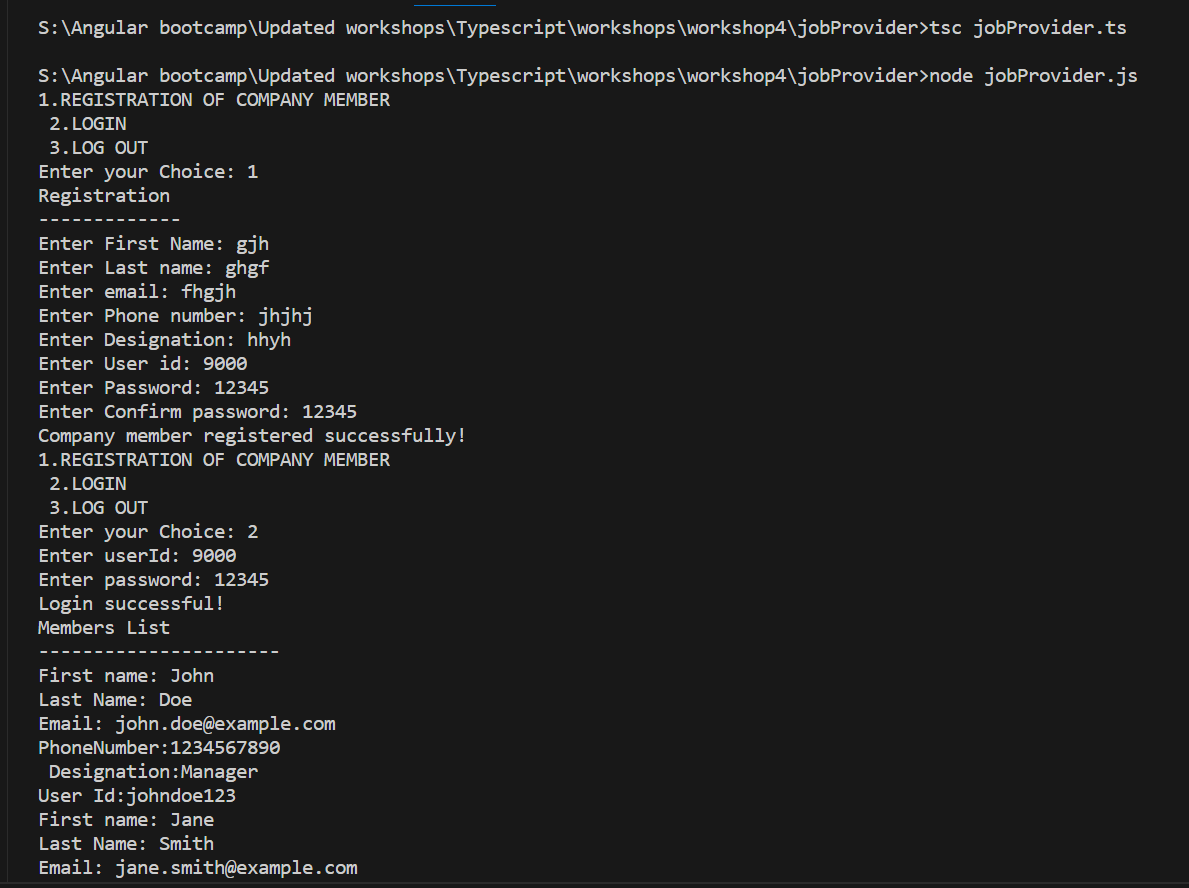 S:\Angular bootcamp\Updated workshops\Typescript\workshops\workshop4\jobProvider>tsc jobProvider.ts
S:\Angular bootcamp\Updated workshops\Typescript\workshops\workshop4\jobProvider>node jobProvider.js
1.REGISTRATION OF COMPANY MEMBER
 2.LOGIN
 3.LOG OUT
Enter your Choice: 1
Registration
-------------
Enter First Name: gjh
Enter Last name: ghgf
Enter email: fhgjh
Enter Phone number: jhjhj
Enter Designation: hhyh
Enter User id: 9000
Enter Password: 12345
Enter Confirm password: 12345
Company member registered successfully!
1.REGISTRATION OF COMPANY MEMBER
 2.LOGIN
 3.LOG OUT
Enter your Choice: 2
Enter userId: 9000
Enter password: 12345
Login successful!
Members List
----------------------
First name: John
Last Name: Doe
Email: john.doe@example.com
PhoneNumber:1234567890
 Designation:Manager
User Id:johndoe123
First name: Jane
Last Name: Smith
Email: jane.smith@example.com